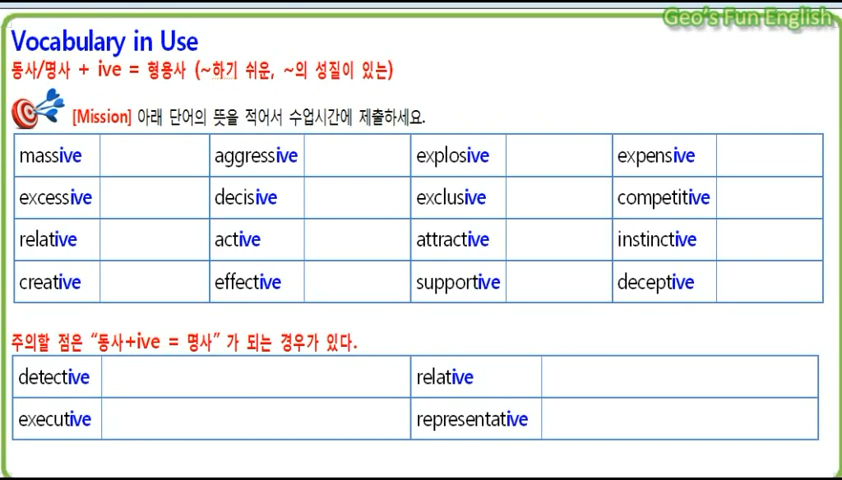 Geo's Fun English
Vocabulary in Use
동사/명사 + ive = 형용사 (~하기 쉬운, ~의 성질이 있는)
[Mission] 아래 단어의 뜻을 적어서 수업시간에 제출하세요.
massive aggressive explosive expensive
excessive decisive exclusive competitive
relative active attractive instinctive
creative effective supportive deceptive
주의할 점은 “동사+ive = 명사”가 되는 경우가 있다.
detective relative
executive representative